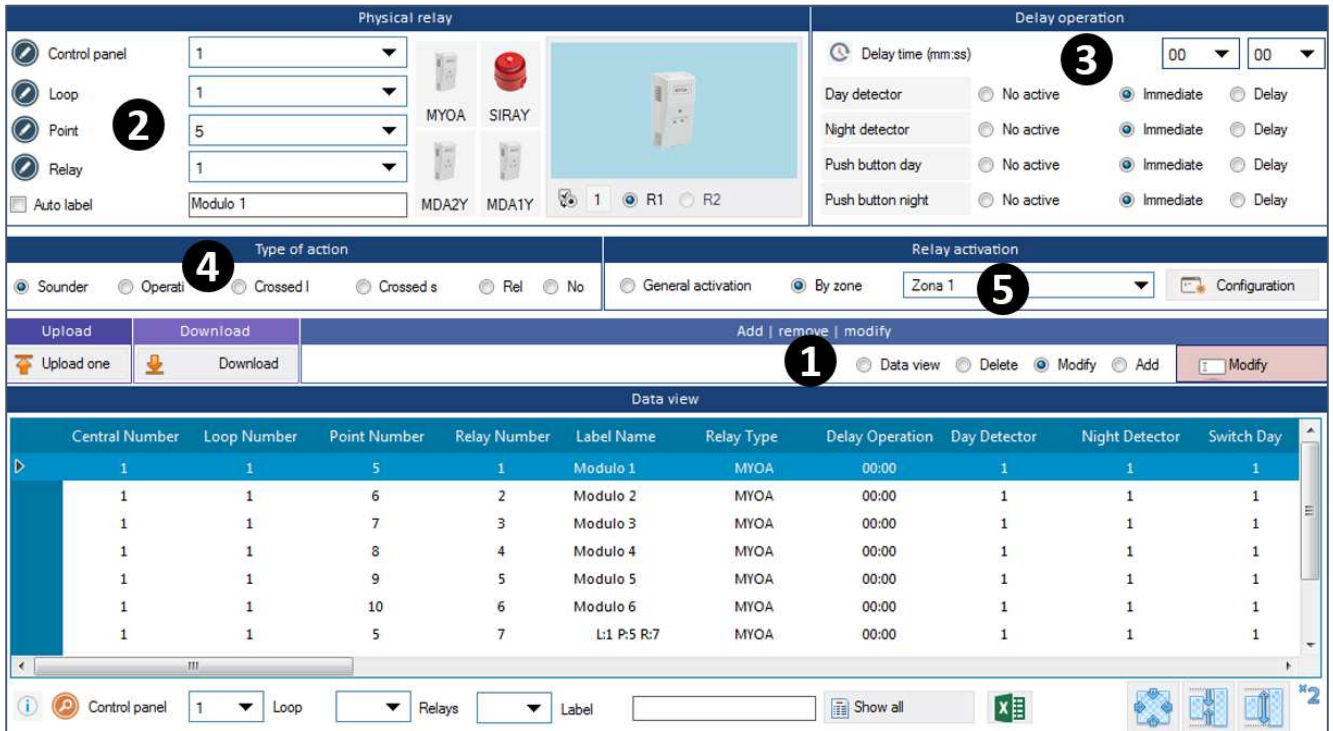 Physical relay
Delay operation
Control panel 1
Loop 1
Point 5
Relay 1
Auto label Modulo 1
2
MYOA SIRAY
MDA2Y MDA1Y
1 R1 R2
Delay time (mm:ss) 3 00 00
Day detector No active Immediate Delay
Night detector No active Immediate Delay
Push button day No active Immediate Delay
Push button night No active Immediate Delay
Type of action
4
Sounder Operati Crossed l Crossed s Rel No
Relay activation
General activation By zone Zona 1 5 Configuration
Upload Download Add | remove | modify
Upload one Download 1 Data view Delete Modify Add Modify
Data view
Central Number Loop Number Point Number Relay Number Label Name Relay Type Delay Operation Day Detector Night Detector Switch Day
1 1 5 1 Modulo 1 MYOA 00:00 1 1 1
1 1 6 2 Modulo 2 MYOA 00:00 1 1 1
1 1 7 3 Modulo 3 MYOA 00:00 1 1 1
1 1 8 4 Modulo 4 MYOA 00:00 1 1 1
1 1 9 5 Modulo 5 MYOA 00:00 1 1 1
1 1 10 6 Modulo 6 MYOA 00:00 1 1 1
1 1 5 7 L:1 P:5 R:7 MYOA 00:00 1 1 1
Control panel 1 Loop Relays Label Show all x2